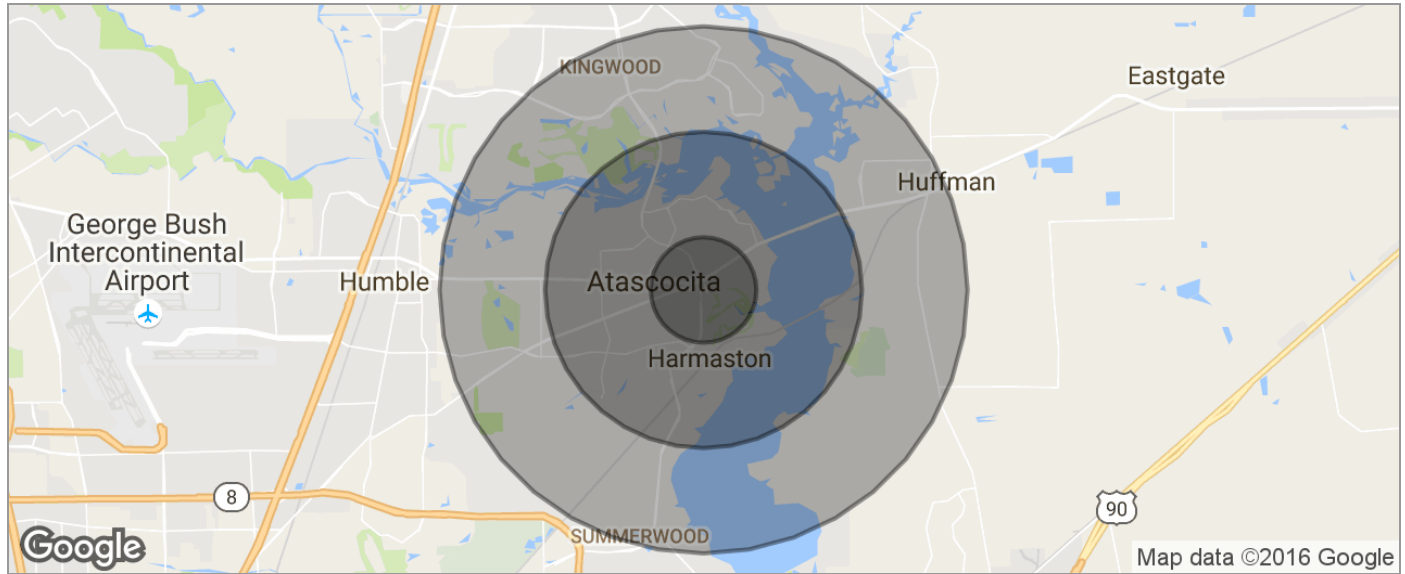 KINGWOOD
Eastgate
Huffman
George Bush
Intercontinental
Airport
Humble
Atascocita
Harmaston
8
90
SUMMERWOOD
Google
Map data ©2016 Google